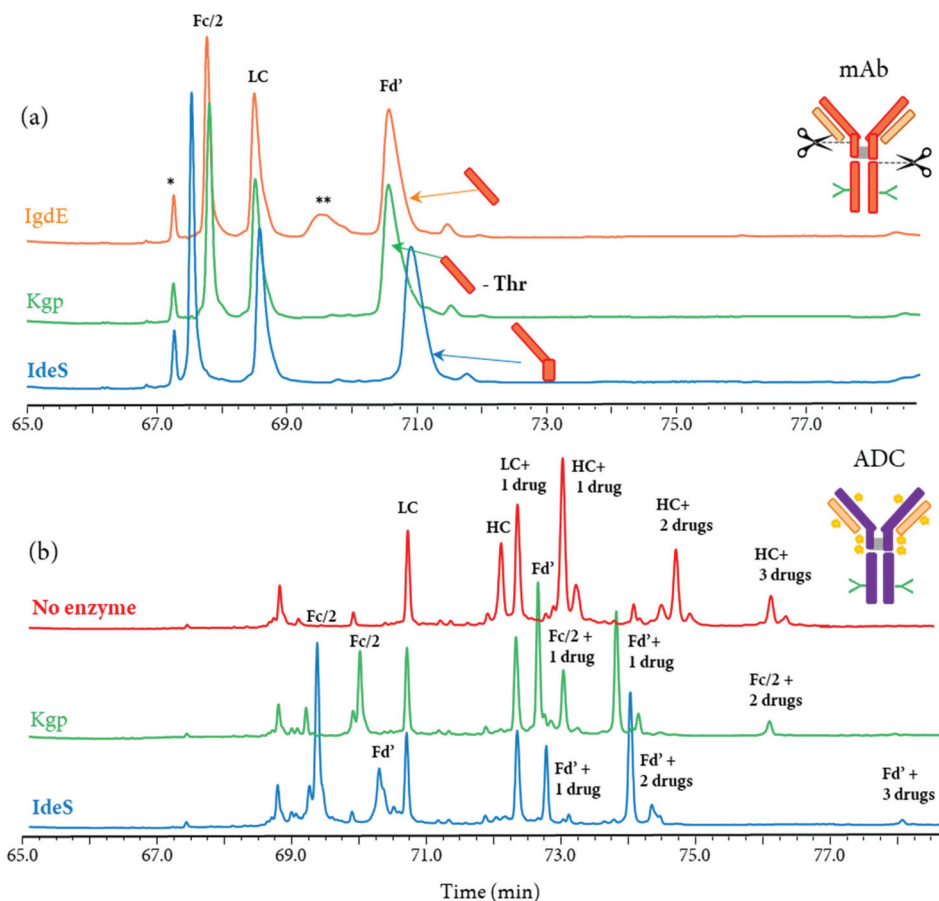 Fc/2
LC
Fd’
mAb
(a)
*
**
IgdE
Kgp
- Thr
IdeS
65.0 67.0 69.0 71.0 73.0 75.0 77.0
ADC
LC+
1 drug
HC+
1 drug
LC
HC
HC+
2 drugs
(b)
Fd’
HC+
3 drugs
No enzyme
Fc/2
Fc/2
Fc/2 +
1 drug
Fd’+
1 drug
Fc/2 +
2 drugs
Kgp
Fd’
Fd’ +
1 drug
Fd’ +
2 drugs
Fd’ +
3 drugs
IdeS
65.0 67.0 69.0 71.0 73.0 75.0 77.0
Time (min)